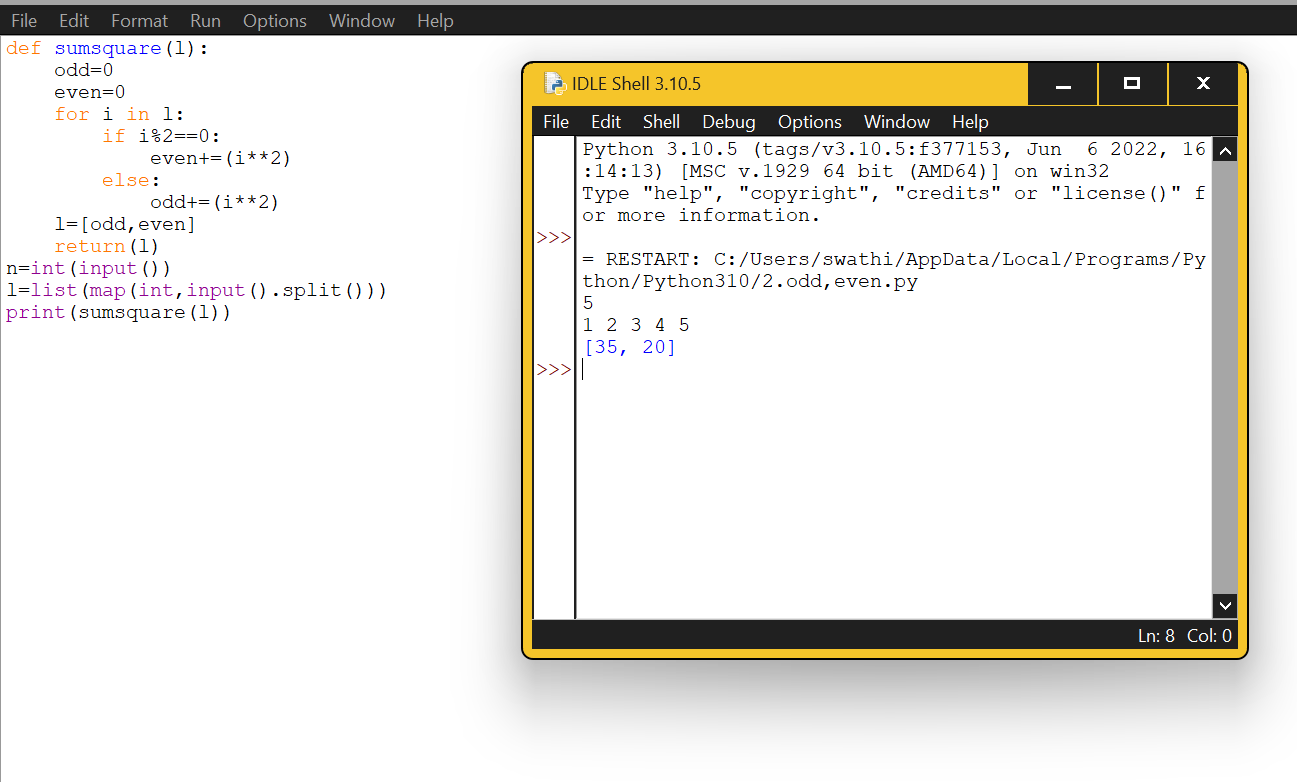 File Edit Format Run Options Window Help
def sumsquare(l):
    odd=0
    even=0
    for i in l:
        if i%2==0:
            even+=(i**2)
        else:
            odd+=(i**2)
    l=[odd,even]
    return(l)
n=int(input())
l=list(map(int,input().split()))
print(sumsquare(l))
IDLE Shell 3.10.5
File Edit Shell Debug Options Window Help
Python 3.10.5 (tags/v3.10.5:f377153, Jun  6 2022, 16
:14:13) [MSC v.1929 64 bit (AMD64)] on win32
Type "help", "copyright", "credits" or "license()" f
or more information.
>>>
= RESTART: C:/Users/swathi/AppData/Local/Programs/Py
thon/Python310/2.odd,even.py
5
1 2 3 4 5
[35, 20]
>>>
Ln: 8 Col: 0